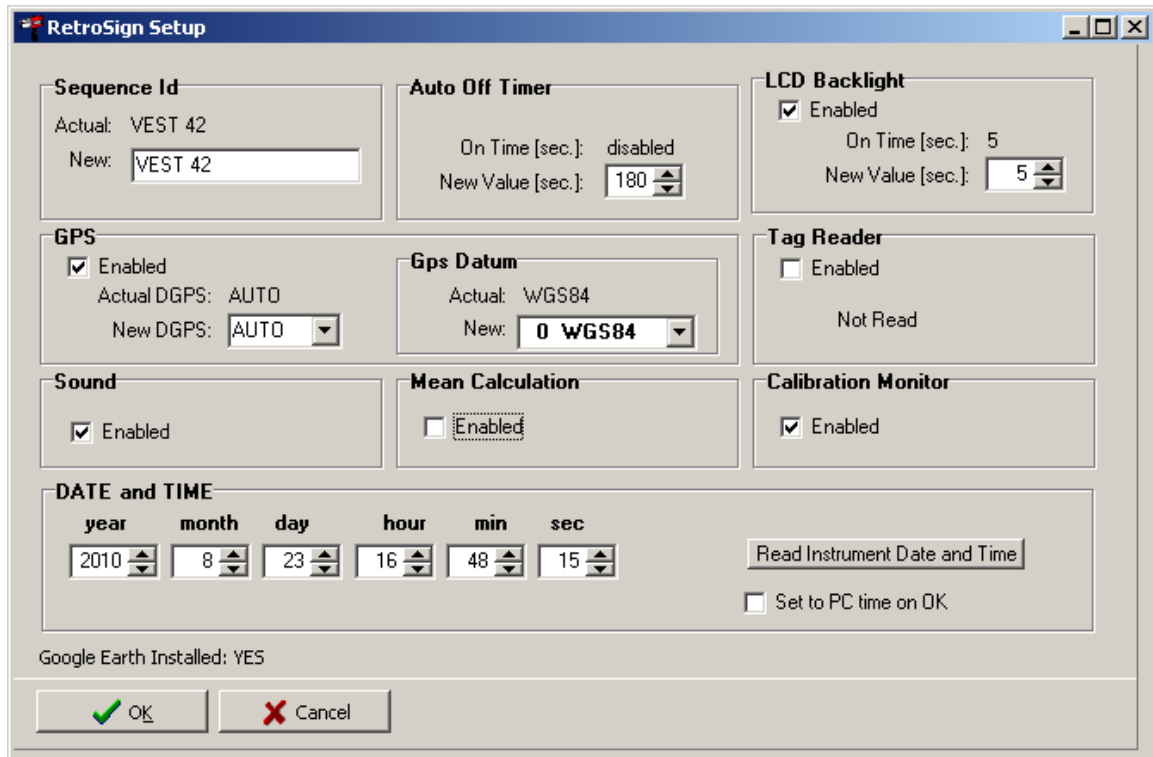 RetroSign Setup
Sequence Id
Actual: VEST 42
New: VEST 42
Auto Off Timer
On Time [sec.]: disabled
New Value [sec.]: 180
LCD Backlight
Enabled
On Time [sec.]: 5
New Value [sec.]: 5
GPS
Enabled
Actual DGPS: AUTO
New DGPS: AUTO
Gps Datum
Actual: WGS84
New: 0 WGS84
Tag Reader
Enabled
Not Read
Sound
Enabled
Mean Calculation
Enabled
Calibration Monitor
Enabled
DATE and TIME
year month day hour min sec
2010 8 23 16 48 15
Read Instrument Date and Time
Set to PC time on OK
Google Earth Installed: YES
OK Cancel